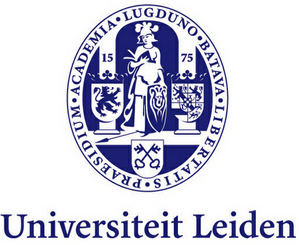 ACADEMIA·LUGDUNO·BATAVA·LIBERTATIS·PRAESIDIUM·
15 75
Universiteit Leiden